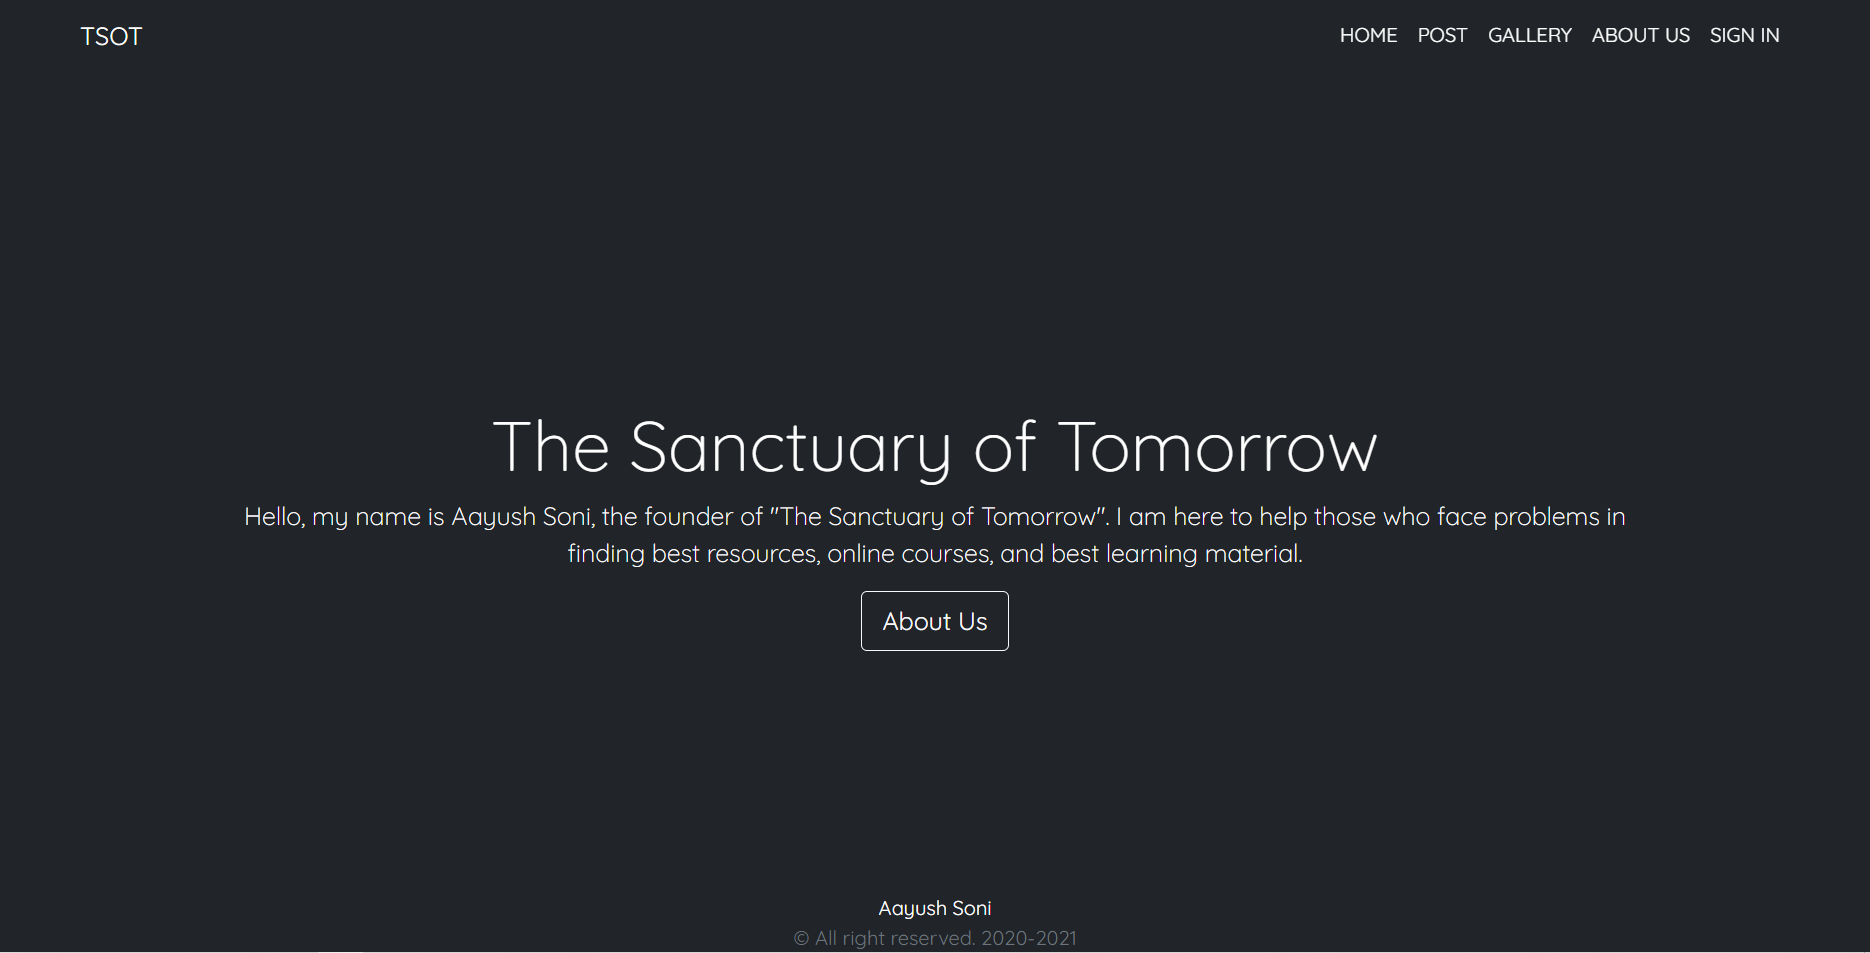 TSOT
HOME POST GALLERY ABOUT US SIGN IN
The Sanctuary of Tomorrow
Hello, my name is Aayush Soni, the founder of "The Sanctuary of Tomorrow". I am here to help those who face problems in
finding best resources, online courses, and best learning material.
About Us
Aayush Soni
© All right reserved. 2020-2021